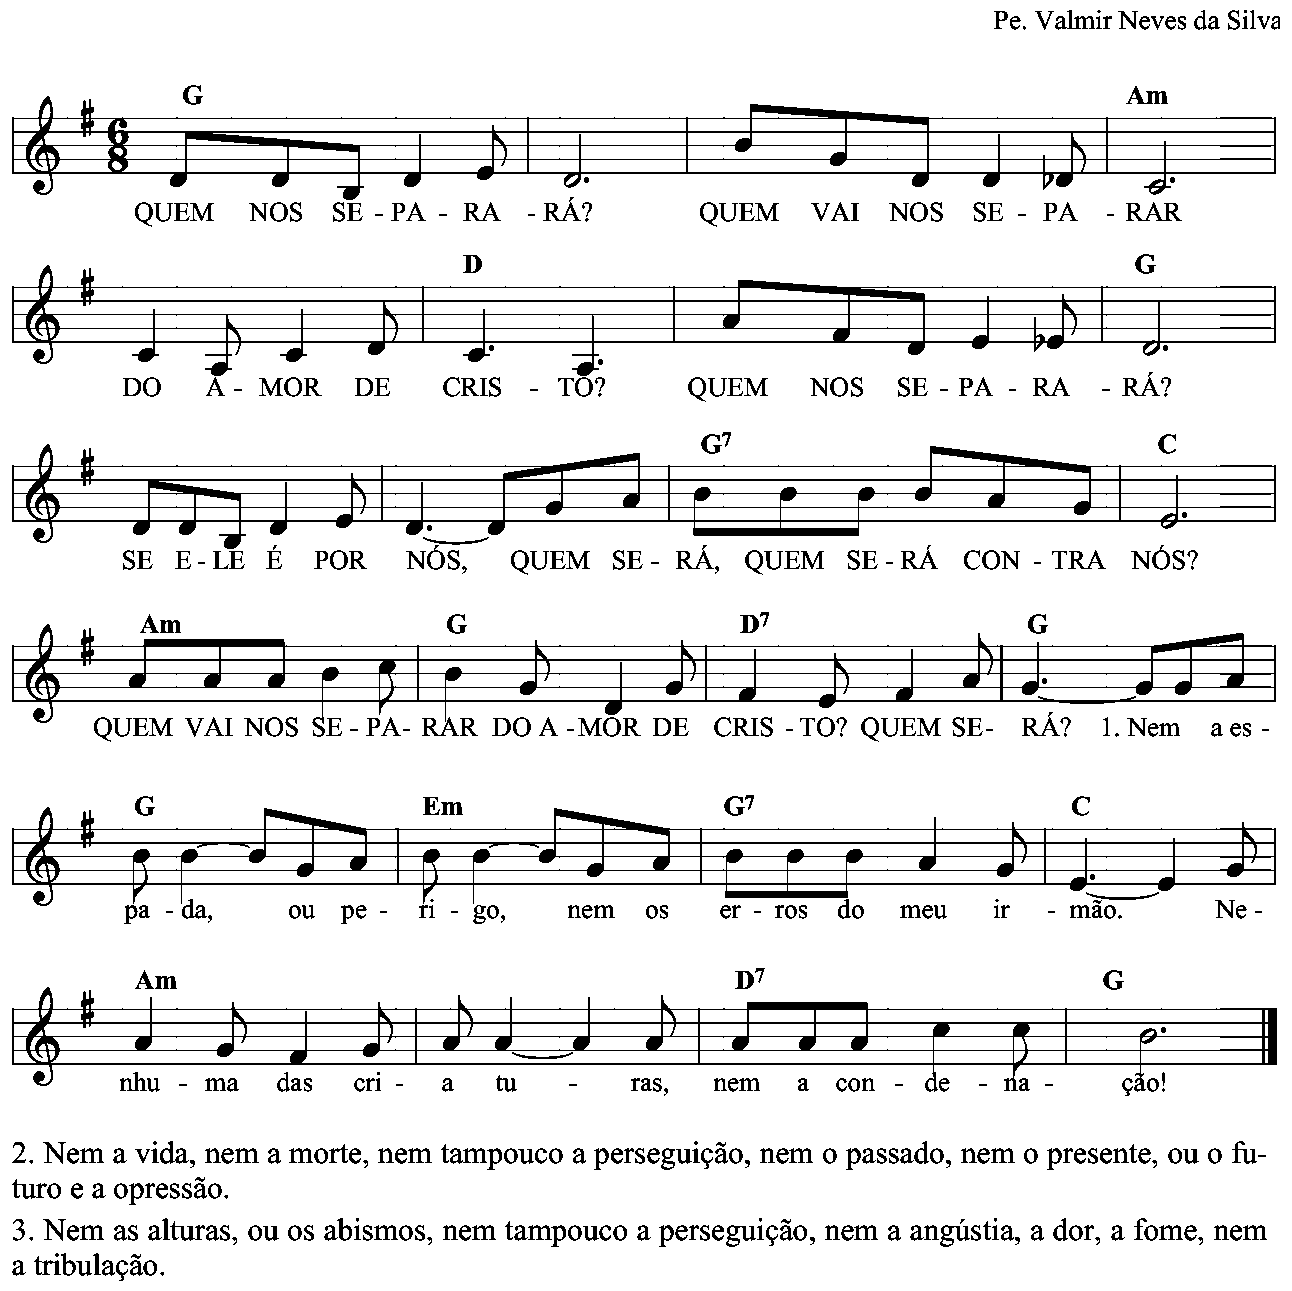 Pe. Valmir Neves da Silva
G Am
6
8
QUEM NOS SE - PA - RA - RÁ? QUEM VAI NOS SE - PA - RAR
D G
DO A - MOR DE CRIS - TO? QUEM NOS SE - PA - RA - RÁ?
G7 C
SE E - LE É POR NÓS, QUEM SE - RÁ, QUEM SE - RÁ CON - TRA NÓS?
Am G D7 G
QUEM VAI NOS SE - PA- RAR DO A - MOR DE CRIS - TO? QUEM SE- RÁ? 1. Nem a es -
G Em G7 C
pa - da, ou pe - ri - go, nem os er - ros do meu ir - mão. Ne -
Am D7 G
nhu - ma das cri - a tu - ras, nem a con - de - na - ção!
2. Nem a vida, nem a morte, nem tampouco a perseguição, nem o passado, nem o presente, ou o fu-
turo e a opressão.
3. Nem as alturas, ou os abismos, nem tampouco a perseguição, nem a angústia, a dor, a fome, nem
a tribulação.